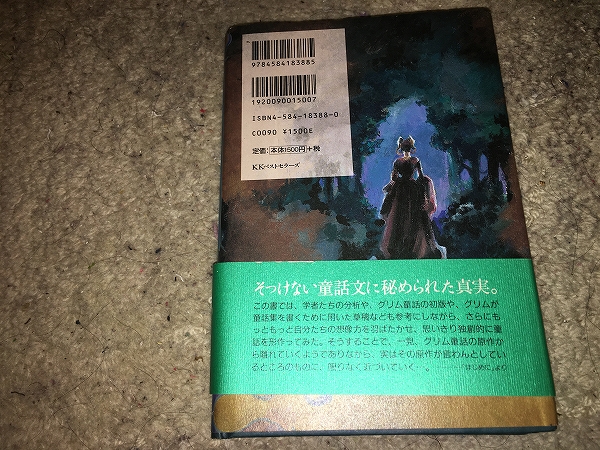 9784584183885
1920090015007
ISBN4-584-18388-0
C0090 ¥1500E
定価:本体1500円+税
KKベストセラーズ
そっけない童話文に秘められた真実。
この書では、学者たちの分析や、グリム童話の初版や、グリムが
童話集を書くために用いた草稿なども参考にしながら、さらにも
っともっと自分たちの想像力を羽ばたかせ、思いきり独創的に童
話を形作ってみた。そうすることで、一見、グリム童話の原作から
離れていくようでありながら、実はその原作が言わんとしている
ところのものに、限りなく近づいていく…。 ――「はじめに」より